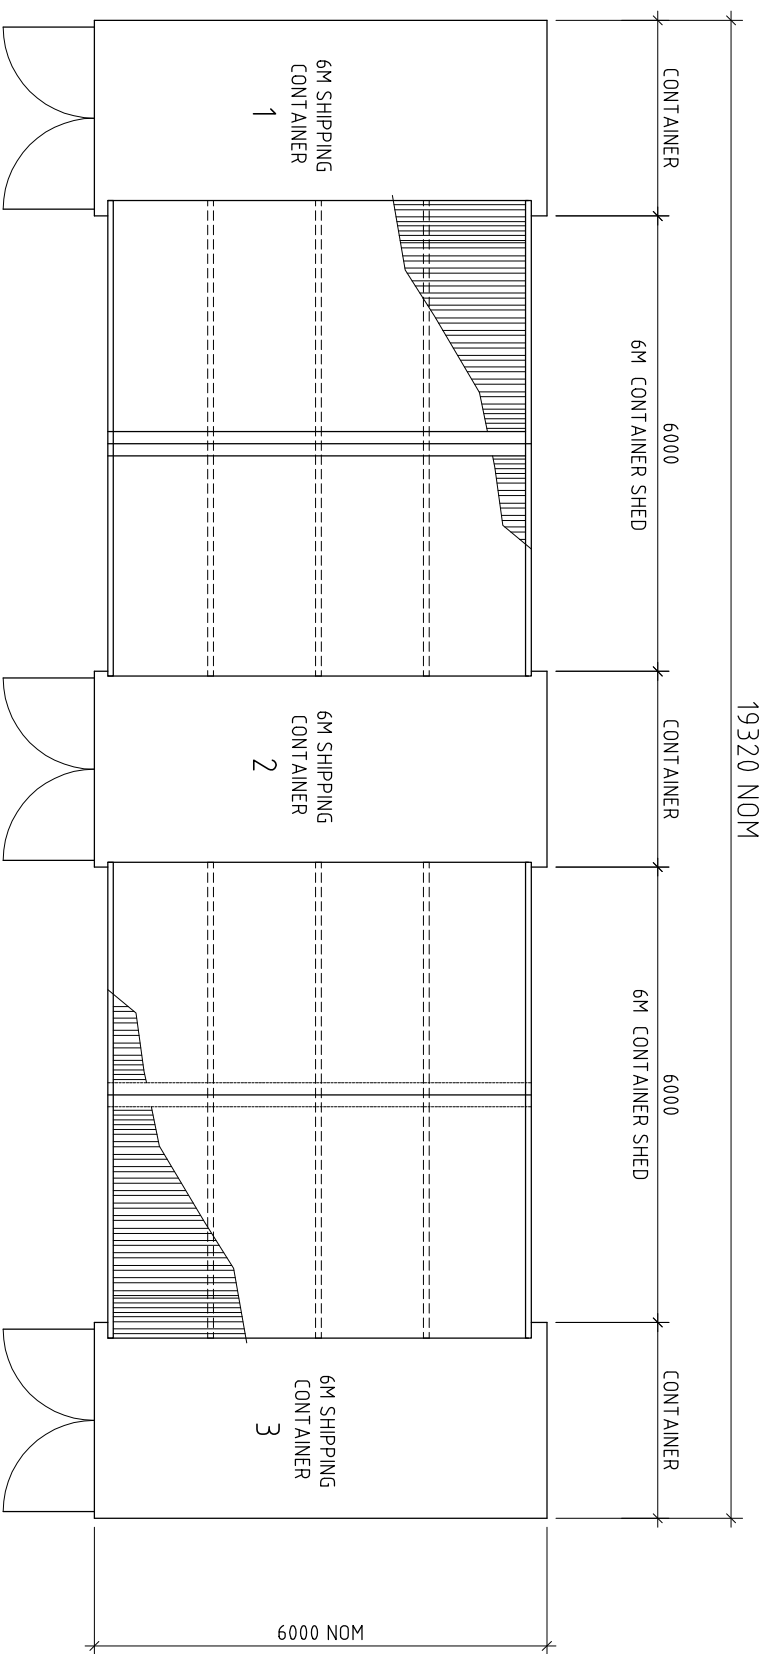 19320 NOM
CONTAINER
6000
6M CONTAINER SHED
CONTAINER
6000
6M CONTAINER SHED
CONTAINER
6M SHIPPING
CONTAINER
1
6M SHIPPING
CONTAINER
2
6M SHIPPING
CONTAINER
3
6000 NOM